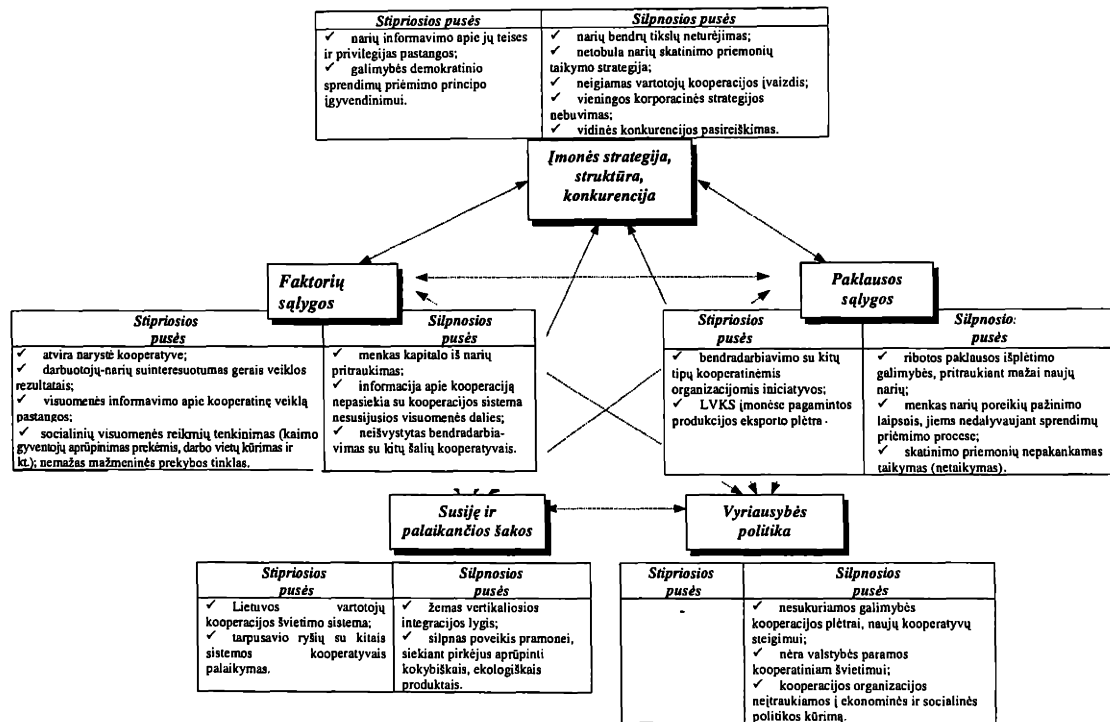 Stipriosios pusės
✓ narių informavimo apie jų teises
ir privilegijas pastangos;
✓ galimybės demokratinio
sprendimų priėmimo principo
įgyvendinimui.
Silpnosios pusės
✓ narių bendrų tikslų neturėjimas;
✓ netobula narių skatinimo priemonių
taikymo strategija;
✓ neigiamas vartotojų kooperacijos įvaizdis;
✓ vieningos korporacinės strategijos
nebuvimas;
✓ vidinės konkurencijos pasireiškimas.
Įmonės strategija,
struktūra,
konkurencija
Faktorių
sąlygos
Paklausos
sąlygos
Stipriosios
pusės
✓ atvira narystė kooperatyve;
✓ darbuotojų-narių suinteresuotumas gerais veiklos
rezultatais;
✓ visuomenės informavimo apie kooperatinę veiklą
pastangos;
✓ socialinių visuomenės reikmių tenkinimas (kaimo
gyventojų aprūpinimas prekėmis, darbo vietų kūrimas ir
kt.); nemažas mažmeninės prekybos tinklas.
Silpnosios
pusės
✓ menkas kapitalo iš narių
pritraukimas;
✓ informacija apie kooperaciją
nepasiekia su kooperacijos sistema
nesusijusios visuomenės dalies;
✓ neišvystytas bendradarbia-
vimas su kitų šalių kooperatyvais.
Stipriosios
pusės
✓ bendradarbiavimo su kitų
tipų kooperatinėmis
organizacijomis iniciatyvos;
✓ LVKS įmonėse pagamintos
produkcijos eksporto plėtra.
Silpnosio:
pusės
✓ ribotos paklausos išplėtimo
galimybės, pritraukiant mažai naujų
narių;
✓ menkas narių poreikių pažinimo
laipsnis, jiems nedalyvaujant sprendimų
priėmimo procese;
✓ skatinimo priemonių nepakankamas
taikymas (netaikymas).
Susiję ir
palaikančios šakos
Vyriausybės
politika
Stipriosios
pusės
✓ Lietuvos vartotojų
kooperacijos švietimo sistema;
✓ tarpusavio ryšių su kitais
sistemos kooperatyvais
palaikymas.
Silpnosios
pusės
✓ žemas vertikaliosios
integracijos lygis;
✓ silpnas poveikis pramonei,
siekiant pirkėjus aprūpinti
kokybiškais, ekologiškais
produktais.
Stipriosios
pusės
-
Silpnosios
pusės
✓ nesukuriamos galimybės
kooperacijos plėtrai, naujų kooperatyvų
steigimui;
✓ nėra valstybės paramos
kooperatiniam švietimui;
✓ kooperacijos organizacijos
neįtraukiamos į ekonominės ir socialinės
politikos kūrimą.